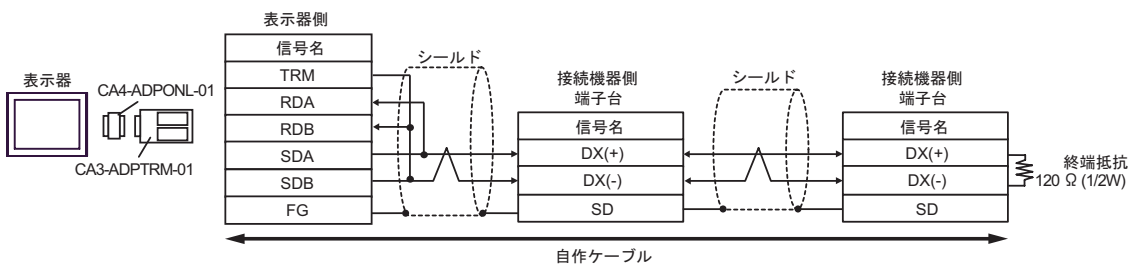 表示器
CA4-ADPONL-01
CA3-ADPTRM-01
表示器側
信号名
TRM
RDA
RDB
SDA
SDB
FG
シールド
接続機器側
端子台
信号名
DX(+)
DX(-)
SD
シールド
接続機器側
端子台
信号名
DX(+)
DX(-)
SD
終端抵抗
120 Ω (1/2W)
自作ケーブル